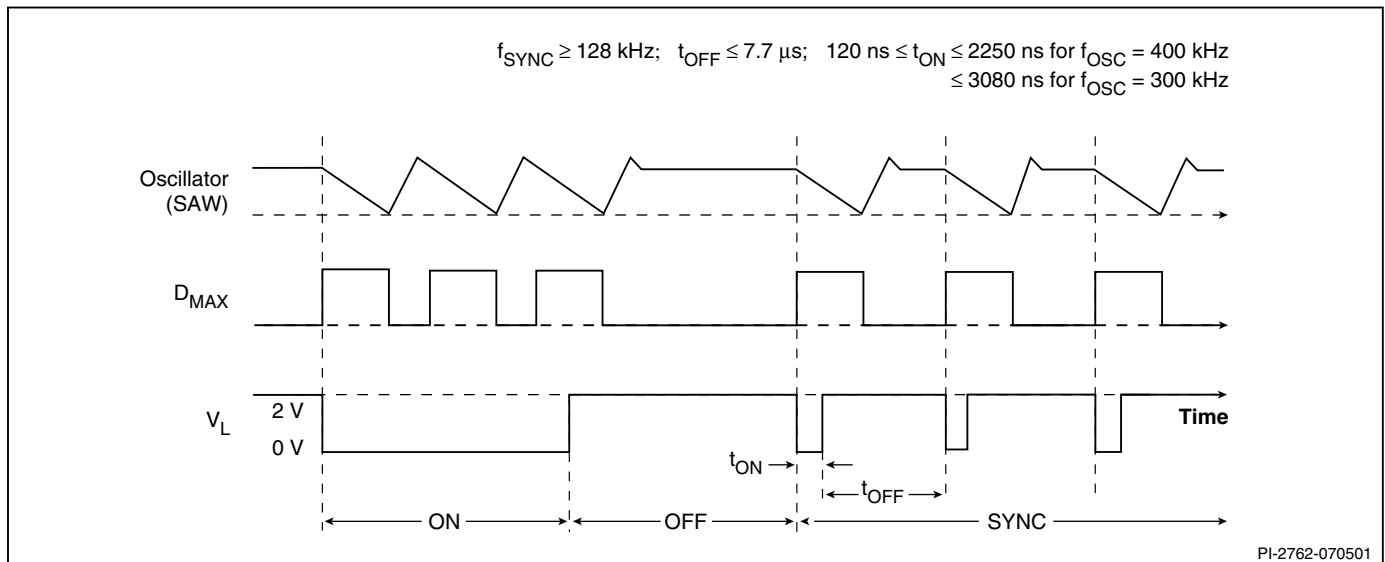 fSYNC ≥ 128 kHz; tOFF ≤ 7.7 µs; 120 ns ≤ tON ≤ 2250 ns for fOSC = 400 kHz
≤ 3080 ns for fOSC = 300 kHz
Oscillator
(SAW)
DMAX
VL
2 V
0 V
Time
tON
tOFF
ON
OFF
SYNC
PI-2762-070501